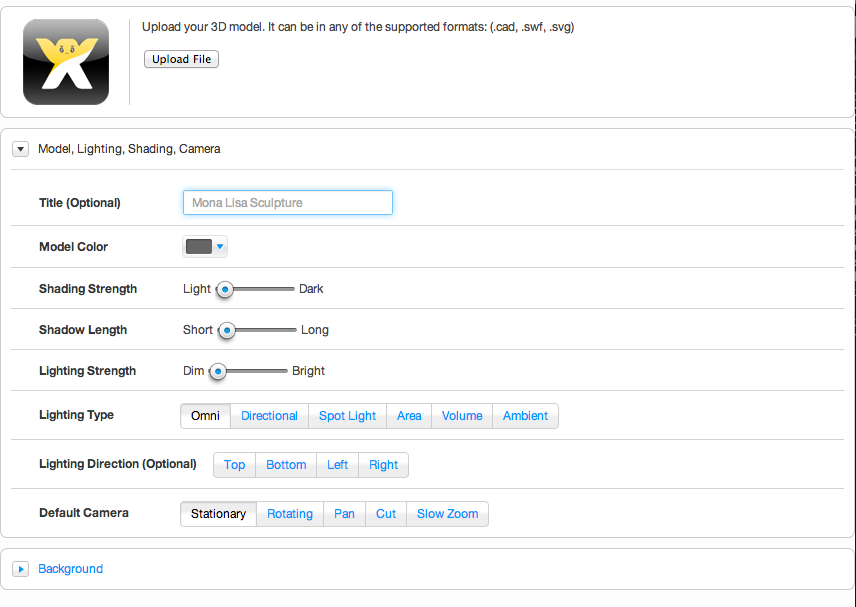 Upload your 3D model. It can be in any of the supported formats: (.cad, .swf, .svg)
Upload File
Model, Lighting, Shading, Camera
Title (Optional) Mona Lisa Sculpture
Model Color
Shading Strength Light Dark
Shadow Length Short Long
Lighting Strength Dim Bright
Lighting Type Omni Directional Spot Light Area Volume Ambient
Lighting Direction (Optional) Top Bottom Left Right
Default Camera Stationary Rotating Pan Cut Slow Zoom
Background